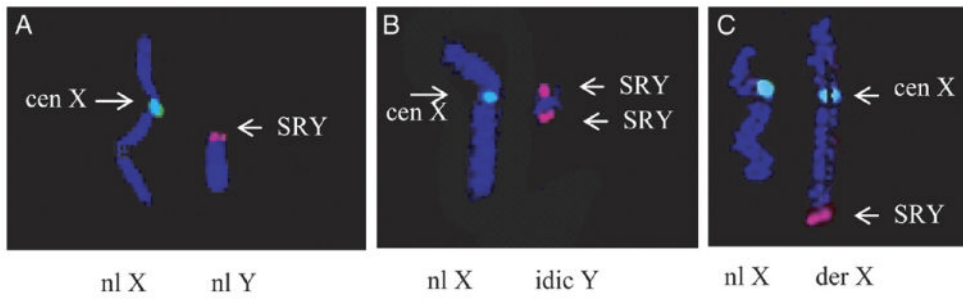 A
cen X
SRY
nl X nl Y
B
cen X
SRY
SRY
nl X idic Y
C
cen X
SRY
nl X der X